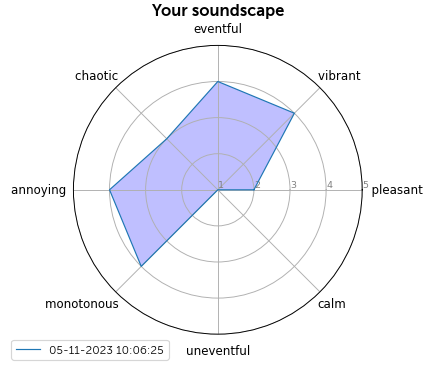 Your soundscape
eventful
chaotic
vibrant
annoying
1 2 3 4 5
pleasant
monotonous
calm
uneventful
05-11-2023 10:06:25